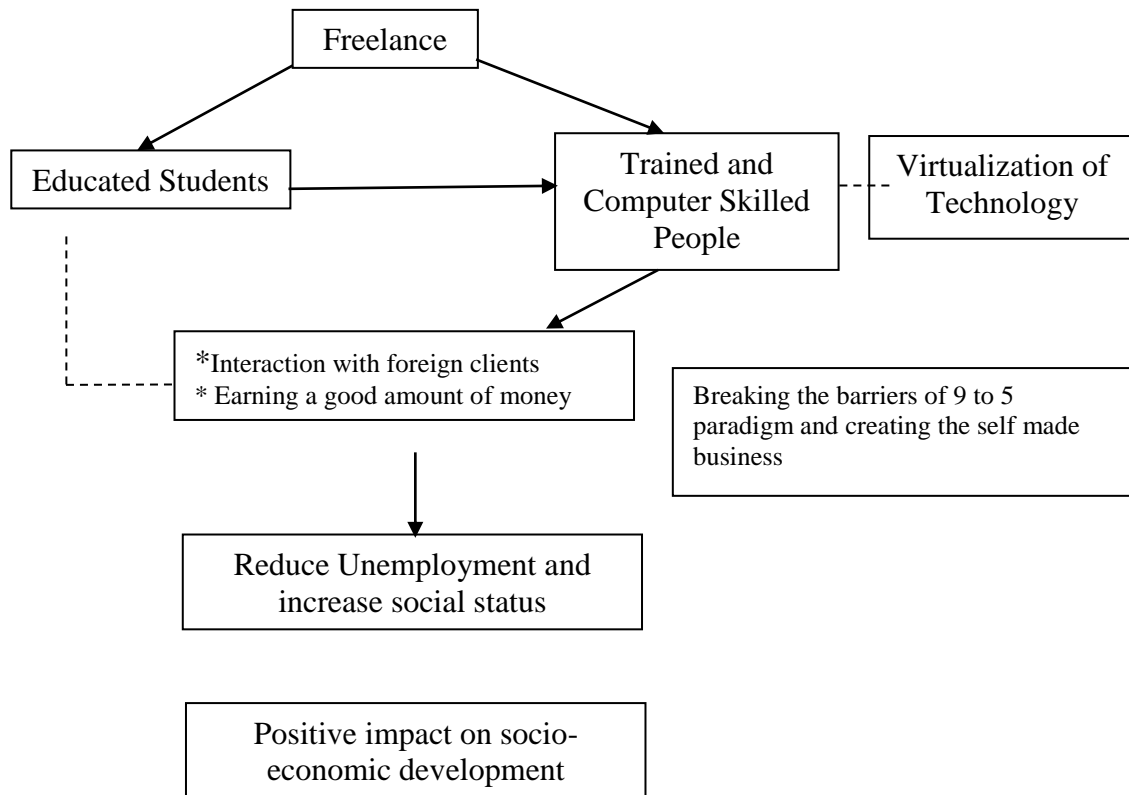 Freelance
Educated Students
Trained and
Computer Skilled
People
Virtualization of
Technology
*Interaction with foreign clients
* Earning a good amount of money
Breaking the barriers of 9 to 5
paradigm and creating the self made
business
Reduce Unemployment and
increase social status
Positive impact on socio-
economic development